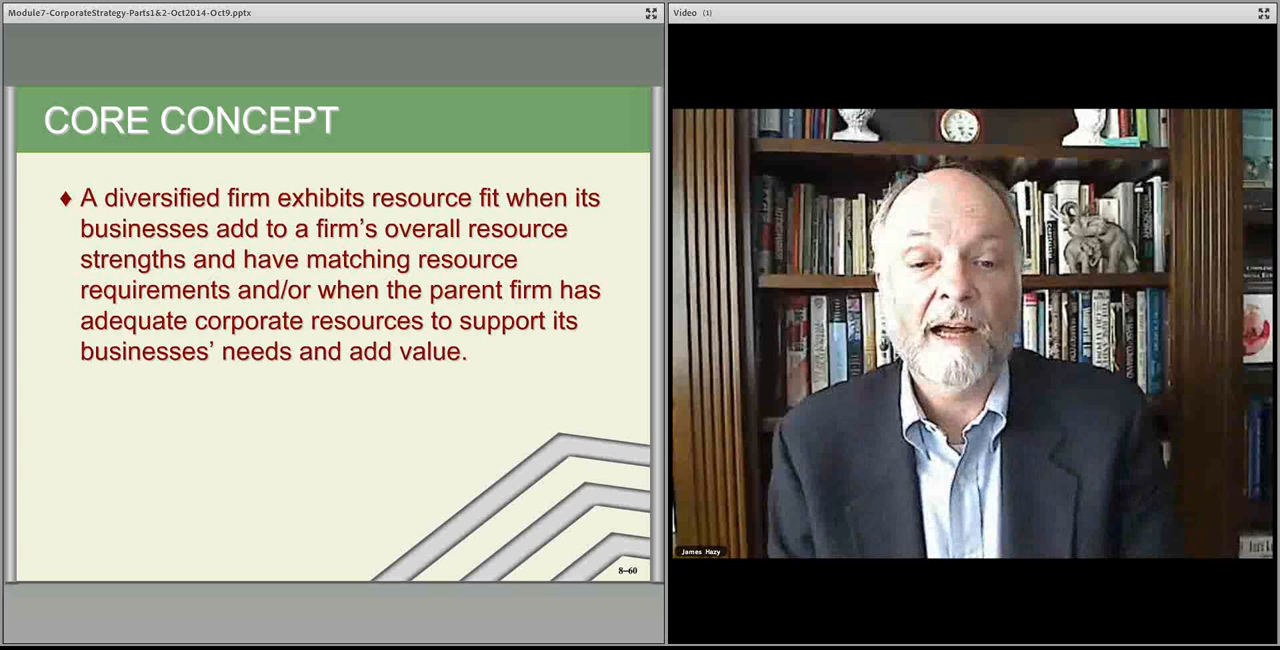 Module7-CorporateStrategy-Parts1&2-Oct2014-Oct9.pptx
Video (1)
CORE CONCEPT
♦ A diversified firm exhibits resource fit when its
businesses add to a firm’s overall resource
strengths and have matching resource
requirements and/or when the parent firm has
adequate corporate resources to support its
businesses’ needs and add value.
8–60
James Hazy